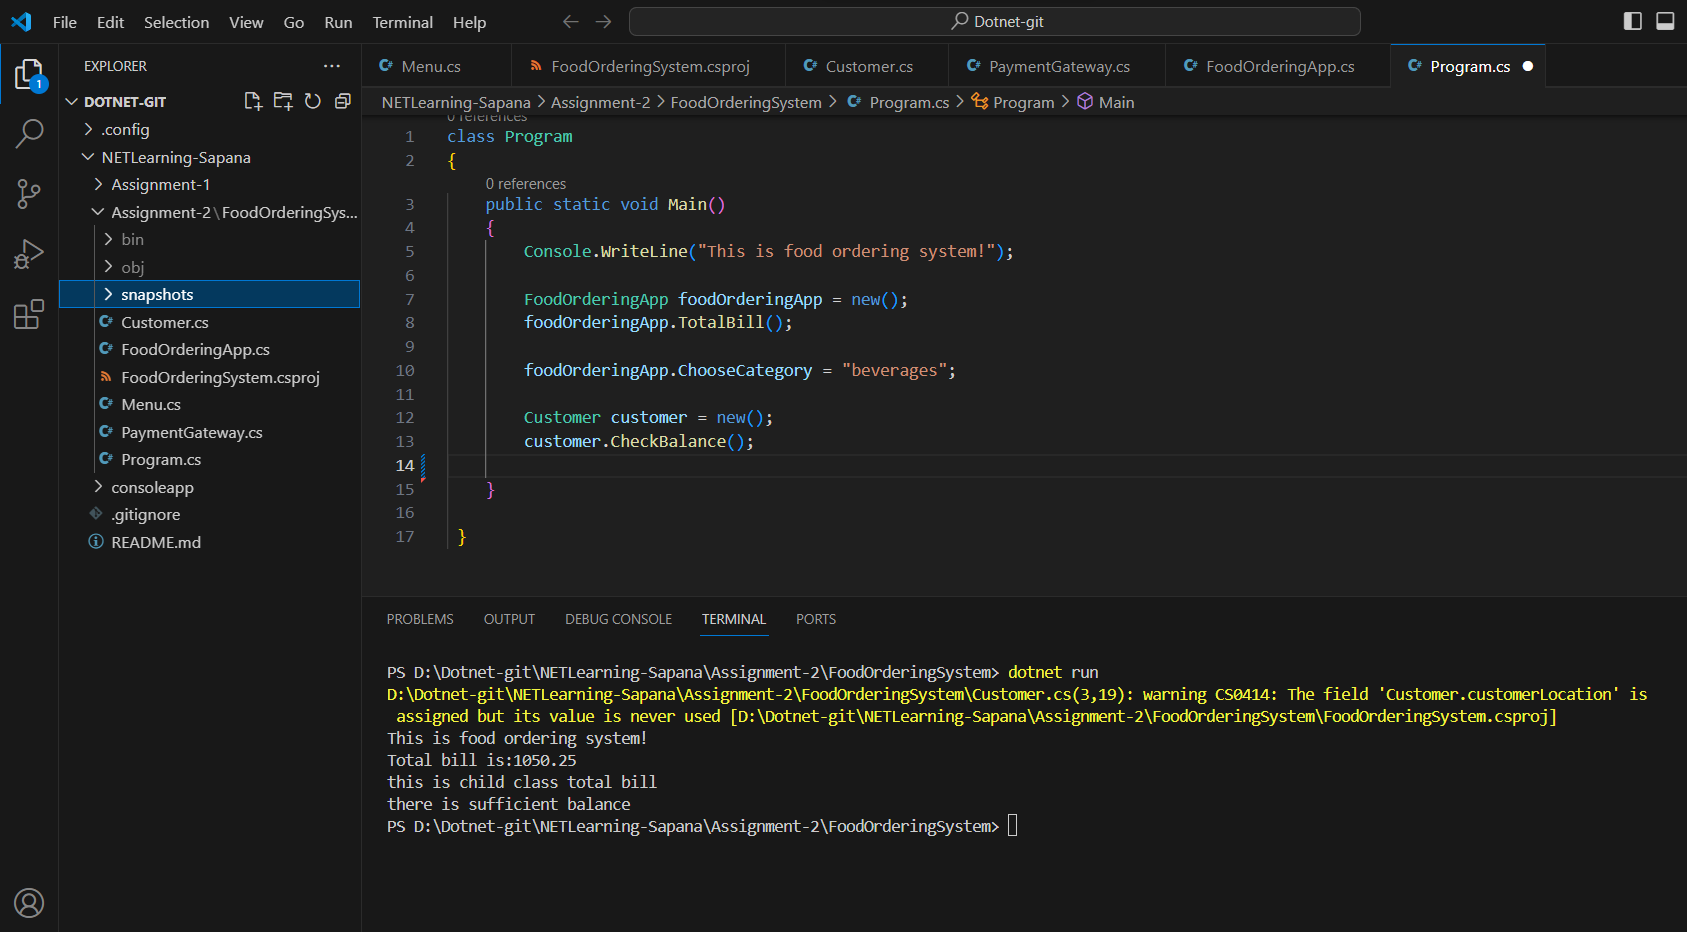 File Edit Selection View Go Run Terminal Help
Dotnet-git
1
EXPLORER
DOTNET-GIT
.config
NETLearning-Sapana
Assignment-1
Assignment-2\FoodOrderingSys...
bin
obj
snapshots
Customer.cs
FoodOrderingApp.cs
FoodOrderingSystem.csproj
Menu.cs
PaymentGateway.cs
Program.cs
consoleapp
.gitignore
README.md
Menu.cs FoodOrderingSystem.csproj Customer.cs PaymentGateway.cs FoodOrderingApp.cs Program.cs
NETLearning-Sapana > Assignment-2 > FoodOrderingSystem > Program.cs > Program > Main
0 references
1 class Program
2 {
0 references
3 public static void Main()
4 {
5 Console.WriteLine("This is food ordering system!");
6
7 FoodOrderingApp foodOrderingApp = new();
8 foodOrderingApp.TotalBill();
9
10 foodOrderingApp.ChooseCategory = "beverages";
11
12 Customer customer = new();
13 customer.CheckBalance();
14
15 }
16
17 }
PROBLEMS OUTPUT DEBUG CONSOLE TERMINAL PORTS
PS D:\Dotnet-git\NETLearning-Sapana\Assignment-2\FoodOrderingSystem> dotnet run
D:\Dotnet-git\NETLearning-Sapana\Assignment-2\FoodOrderingSystem\Customer.cs(3,19): warning CS0414: The field 'Customer.customerLocation' is
assigned but its value is never used [D:\Dotnet-git\NETLearning-Sapana\Assignment-2\FoodOrderingSystem\FoodOrderingSystem.csproj]
This is food ordering system!
Total bill is:1050.25
this is child class total bill
there is sufficient balance
PS D:\Dotnet-git\NETLearning-Sapana\Assignment-2\FoodOrderingSystem>